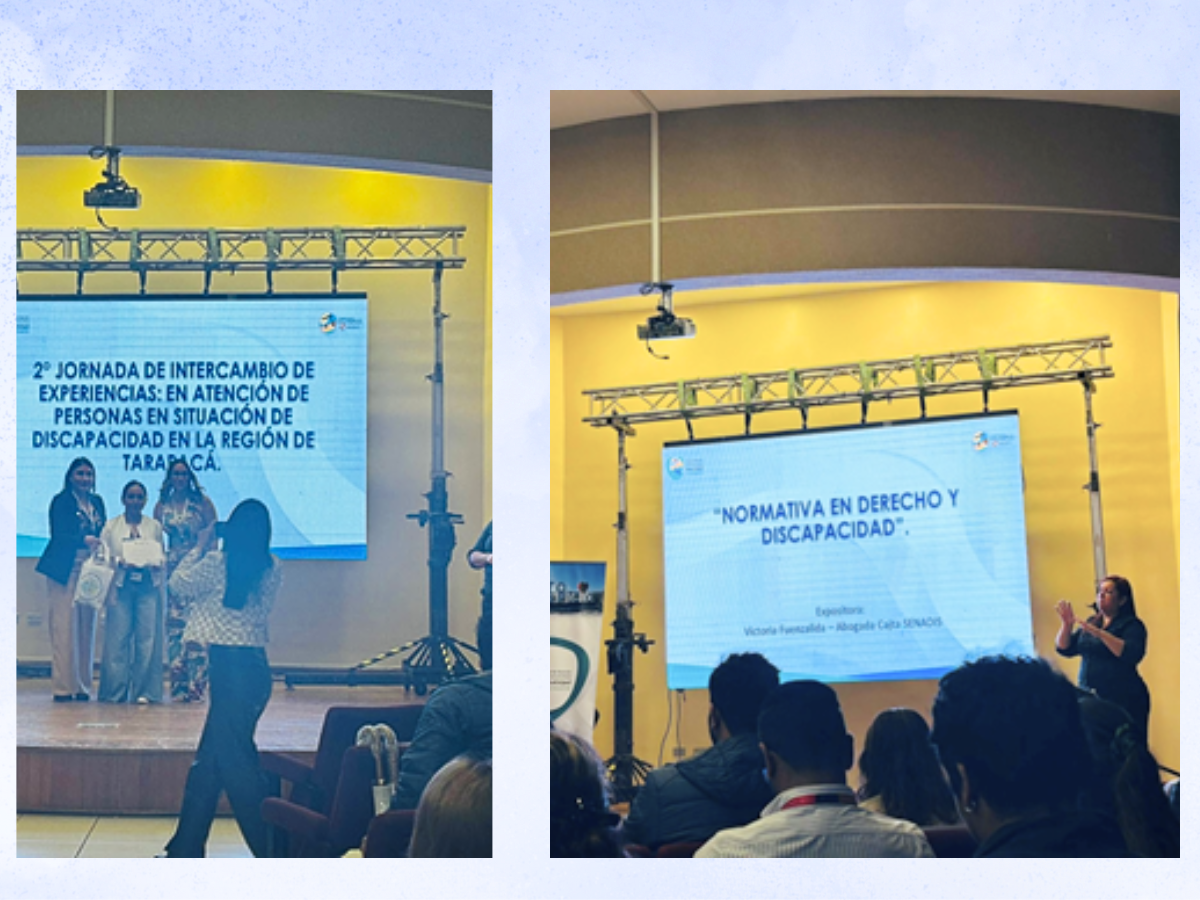 2° JORNADA DE INTERCAMBIO DE
EXPERIENCIAS: EN ATENCIÓN DE
PERSONAS EN SITUACIÓN DE
DISCAPACIDAD EN LA REGIÓN DE
TARAPACÁ.
"NORMATIVA EN DERECHO Y
DISCAPACIDAD".
Expositora:
Victoria Fuenzalida – Abogada Cajta SENADIS